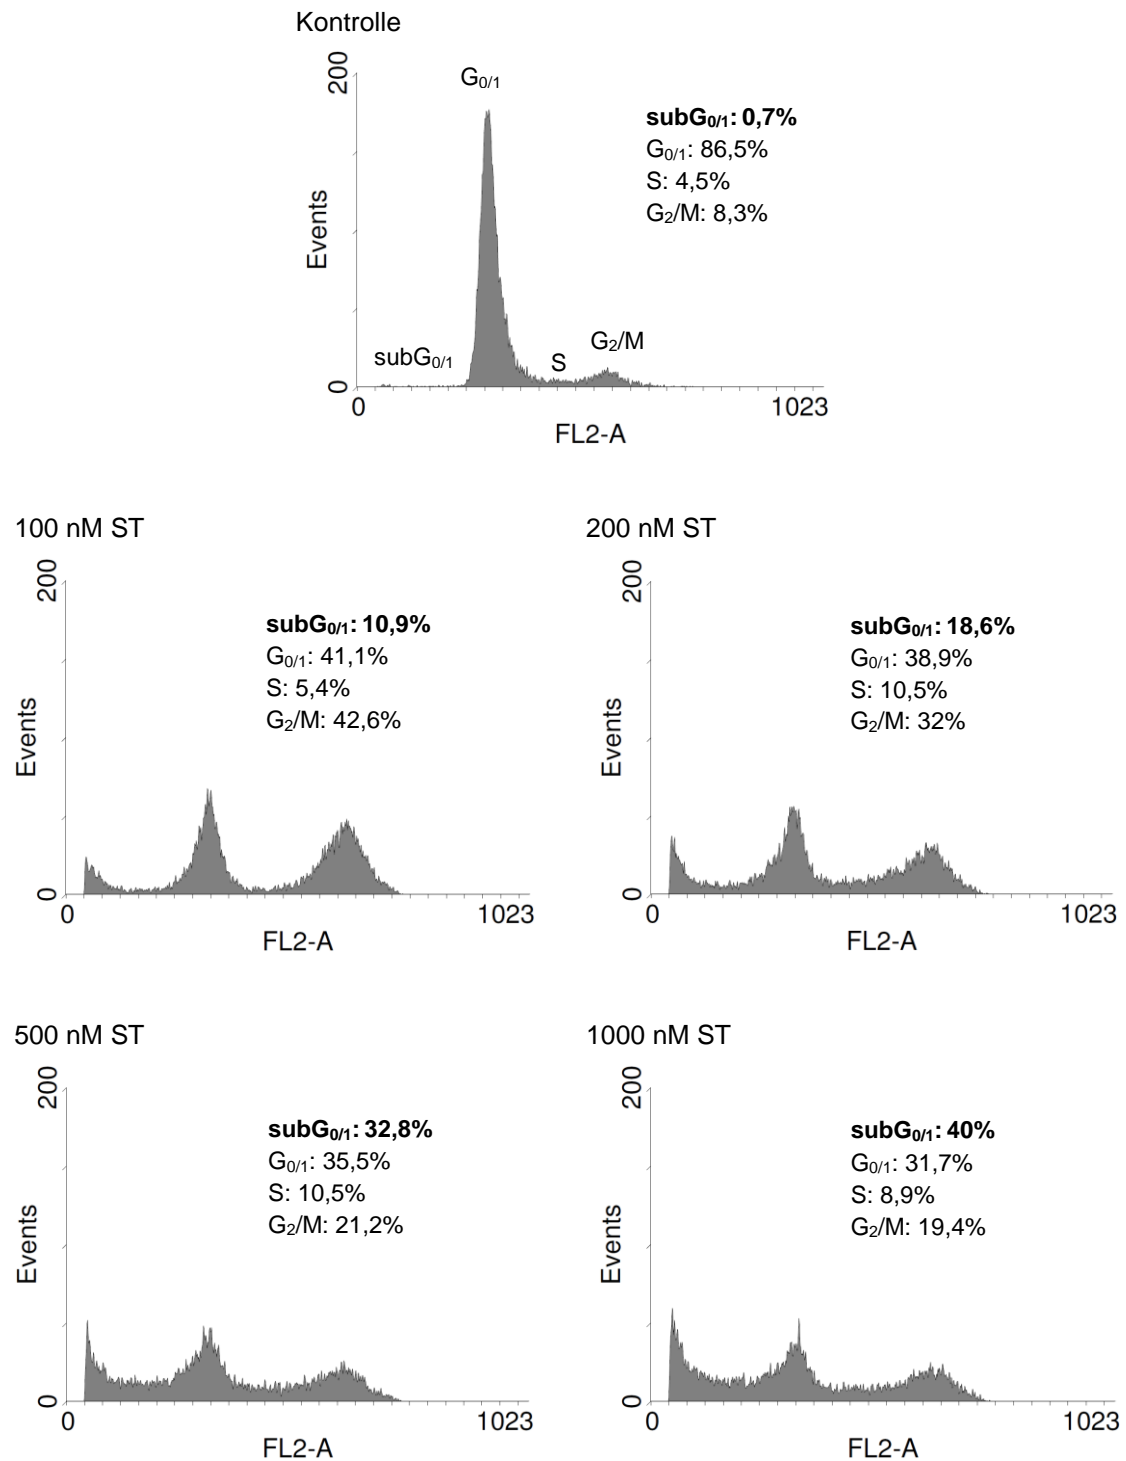 Kontrolle
200
G0/1
subG0/1: 0,7%
G0/1: 86,5%
S: 4,5%
G2/M: 8,3%
Events
subG0/1
S
G2/M
0
0
1023
FL2-A
100 nM ST
200
subG0/1: 10,9%
G0/1: 41,1%
S: 5,4%
G2/M: 42,6%
Events
0
0
1023
FL2-A
200 nM ST
200
subG0/1: 18,6%
G0/1: 38,9%
S: 10,5%
G2/M: 32%
Events
0
0
1023
FL2-A
500 nM ST
200
subG0/1: 32,8%
G0/1: 35,5%
S: 10,5%
G2/M: 21,2%
Events
0
0
1023
FL2-A
1000 nM ST
200
subG0/1: 40%
G0/1: 31,7%
S: 8,9%
G2/M: 19,4%
Events
0
0
1023
FL2-A